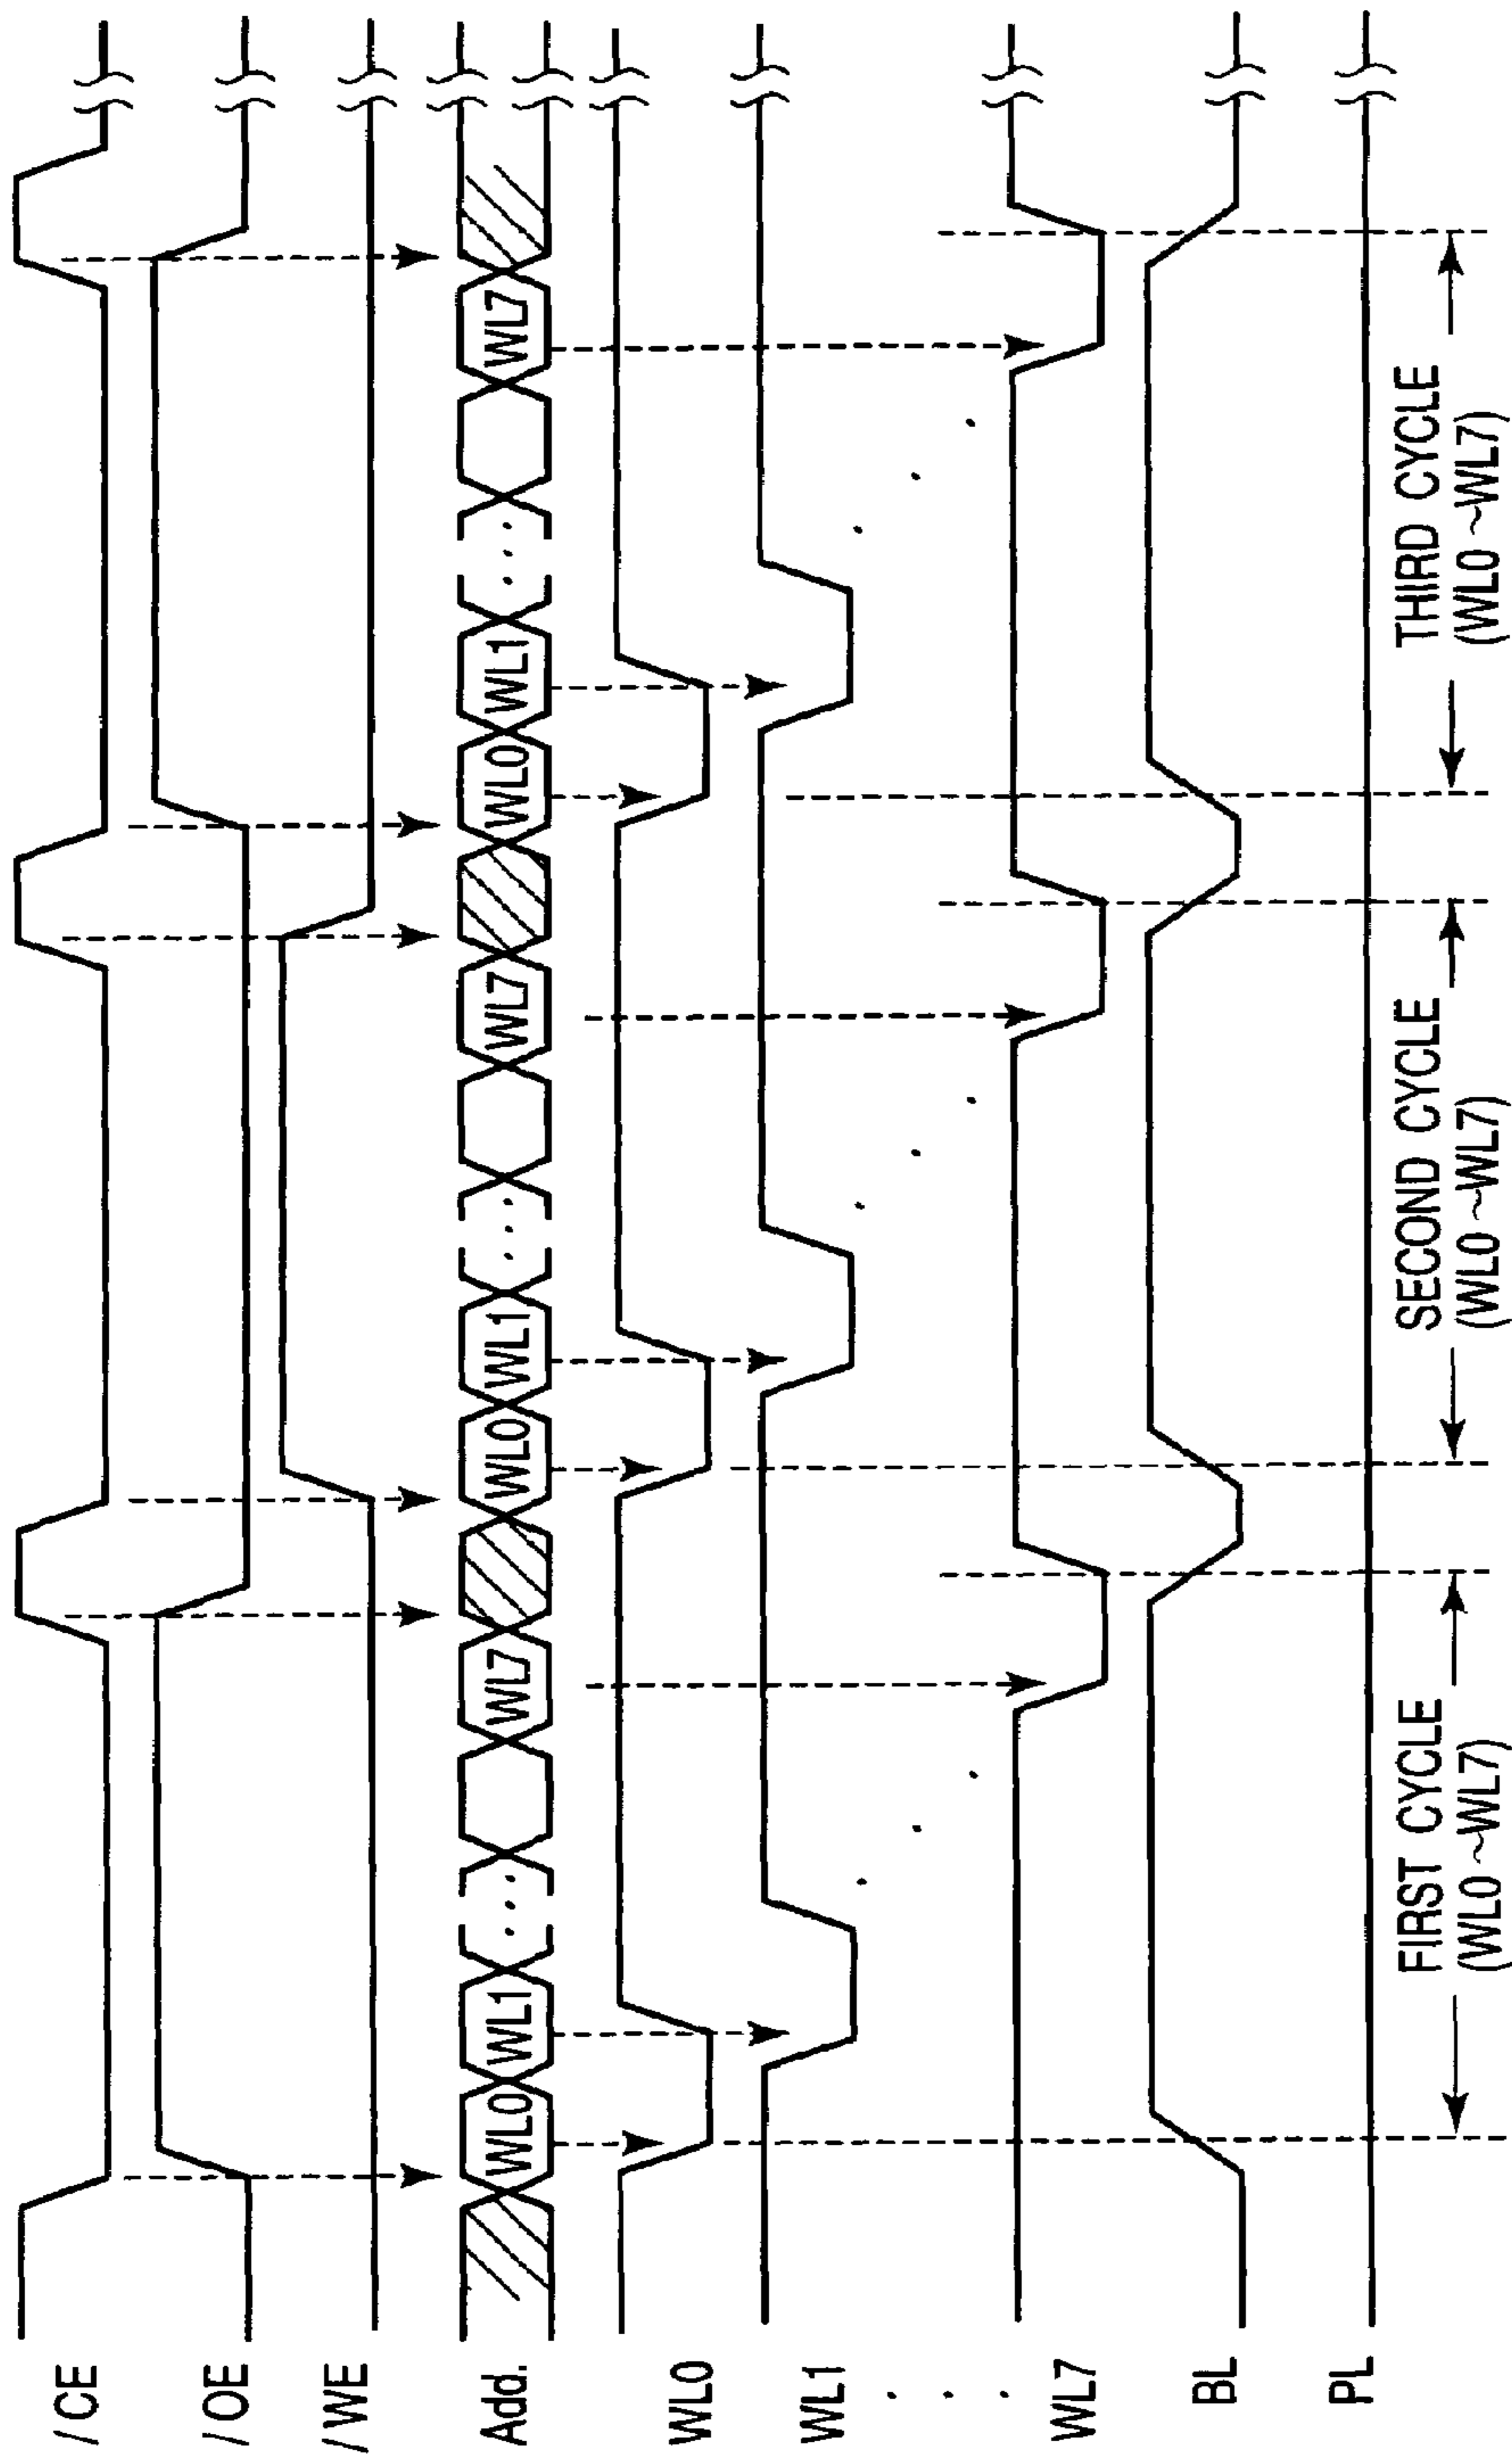 / CE
/ OE
/ WE
Add.
WL0 WL1 ... WL7 WL0 WL1 ... WL7 WL0 WL1 ... WL7
WL0
WL1
WL7
BL
PL
FIRST CYCLE
(WL0 ~ WL7)
SECOND CYCLE
(WL0 ~ WL7)
THIRD CYCLE
(WL0 ~ WL7)